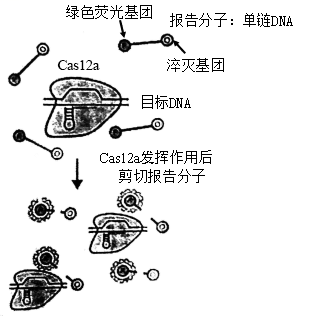 绿色荧光基团
报告分子：单链DNA
淬灭基团
Cas12a
目标DNA
Cas12a发挥作用后
剪切报告分子